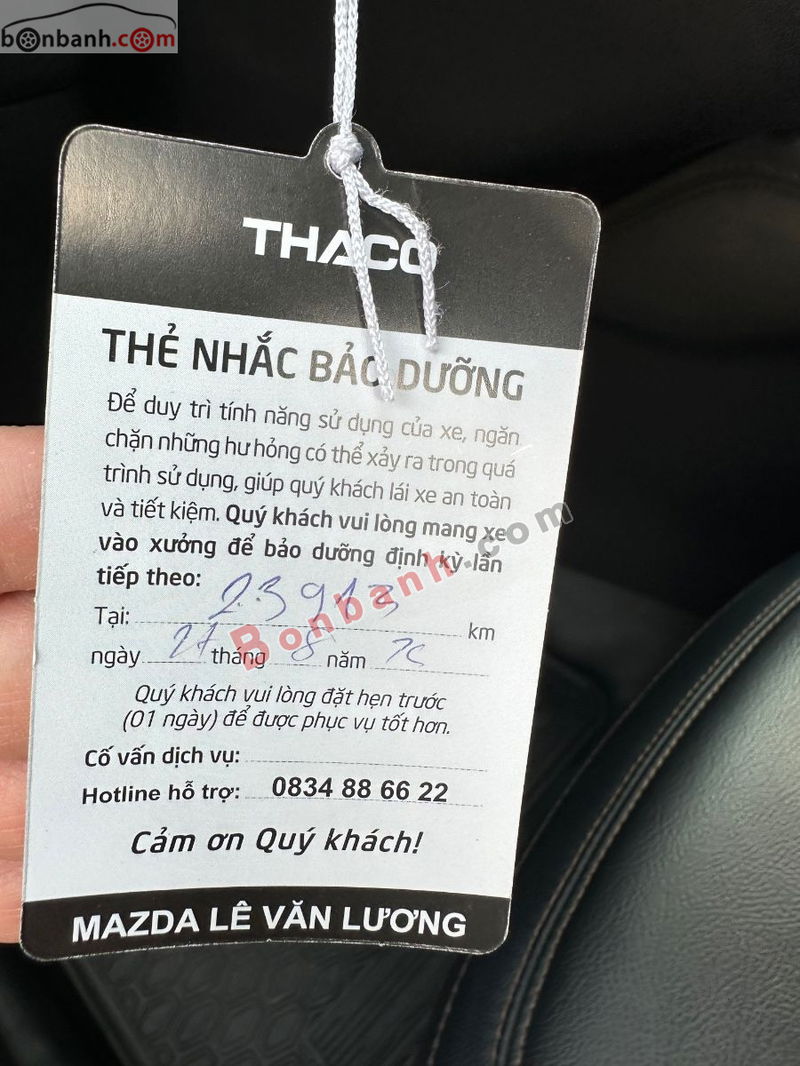 bonbanh.com
THACO
THẺ NHẮC BẢO DƯỠNG
Để duy trì tính năng sử dụng của xe, ngăn
chặn những hư hỏng có thể xảy ra trong quá
trình sử dụng, giúp quý khách lái xe an toàn
và tiết kiệm. Quý khách vui lòng mang xe
vào xưởng để bảo dưỡng định kỳ lần
tiếp theo:
Tại: 23913 km
ngày 27 tháng 8 năm
Bonbanh.com
Quý khách vui lòng đặt hẹn trước
(01 ngày) để được phục vụ tốt hơn.
Cố vấn dịch vụ:
Hotline hỗ trợ: 0834 88 66 22
Cảm ơn Quý khách!
MAZDA LÊ VĂN LƯƠNG